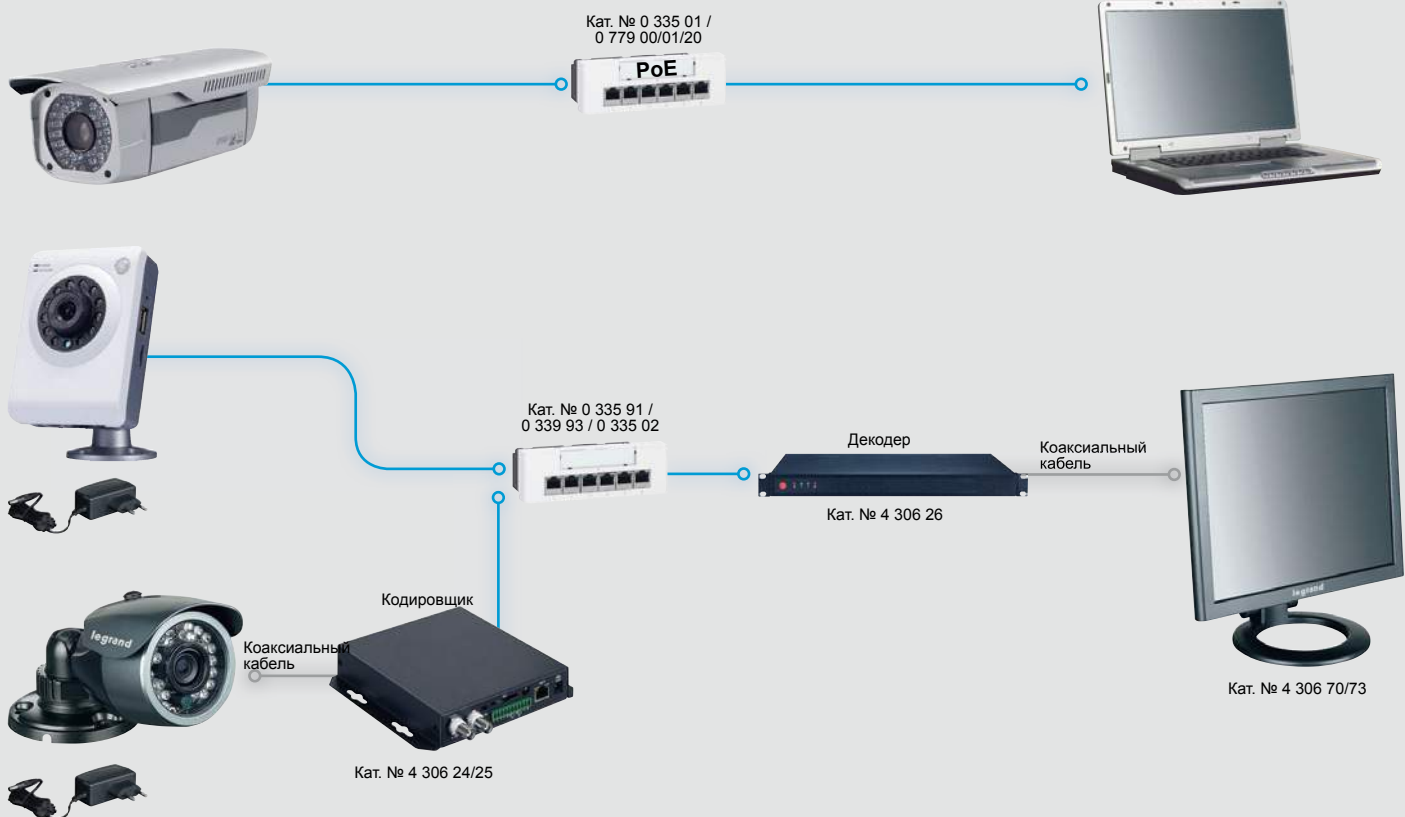 Кат. № 0 335 01 /
0 779 00/01/20
PoE
Кат. № 0 335 91 /
0 339 93 / 0 335 02
Декодер
Коаксиальный
кабель
Кат. № 4 306 26
legrand
Кат. № 4 306 70/73
Кодировщик
legrand
Коаксиальный
кабель
Кат. № 4 306 24/25